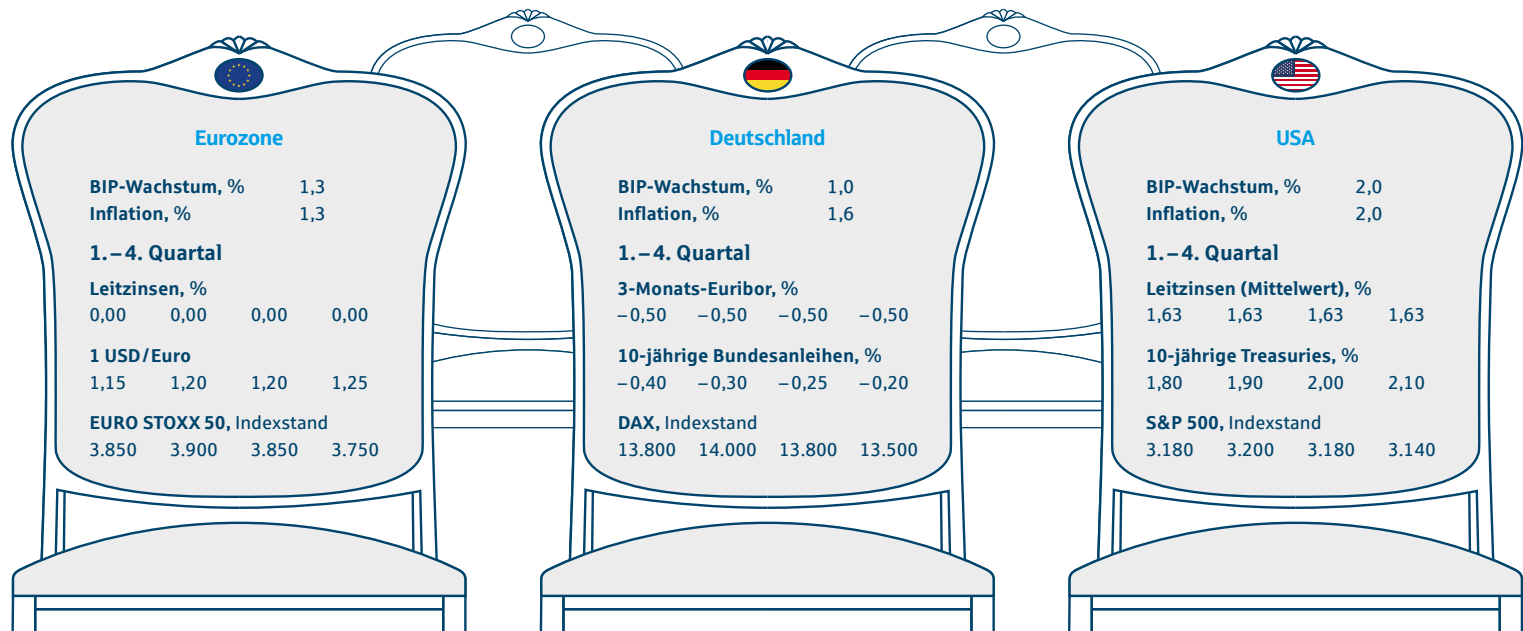 Eurozone
BIP-Wachstum, % 1,3
Inflation, % 1,3
1.–4. Quartal
Leitzinsen, %
0,00 0,00 0,00 0,00
1 USD/Euro
1,15 1,20 1,20 1,25
EURO STOXX 50, Indexstand
3.850 3.900 3.850 3.750
Deutschland
BIP-Wachstum, % 1,0
Inflation, % 1,6
1.–4. Quartal
3-Monats-Euribor, %
–0,50 –0,50 –0,50 –0,50
10-jährige Bundesanleihen, %
–0,40 –0,30 –0,25 –0,20
DAX, Indexstand
13.800 14.000 13.800 13.500
USA
BIP-Wachstum, % 2,0
Inflation, % 2,0
1.–4. Quartal
Leitzinsen (Mittelwert), %
1,63 1,63 1,63 1,63
10-jährige Treasuries, %
1,80 1,90 2,00 2,10
S&P 500, Indexstand
3.180 3.200 3.180 3.140